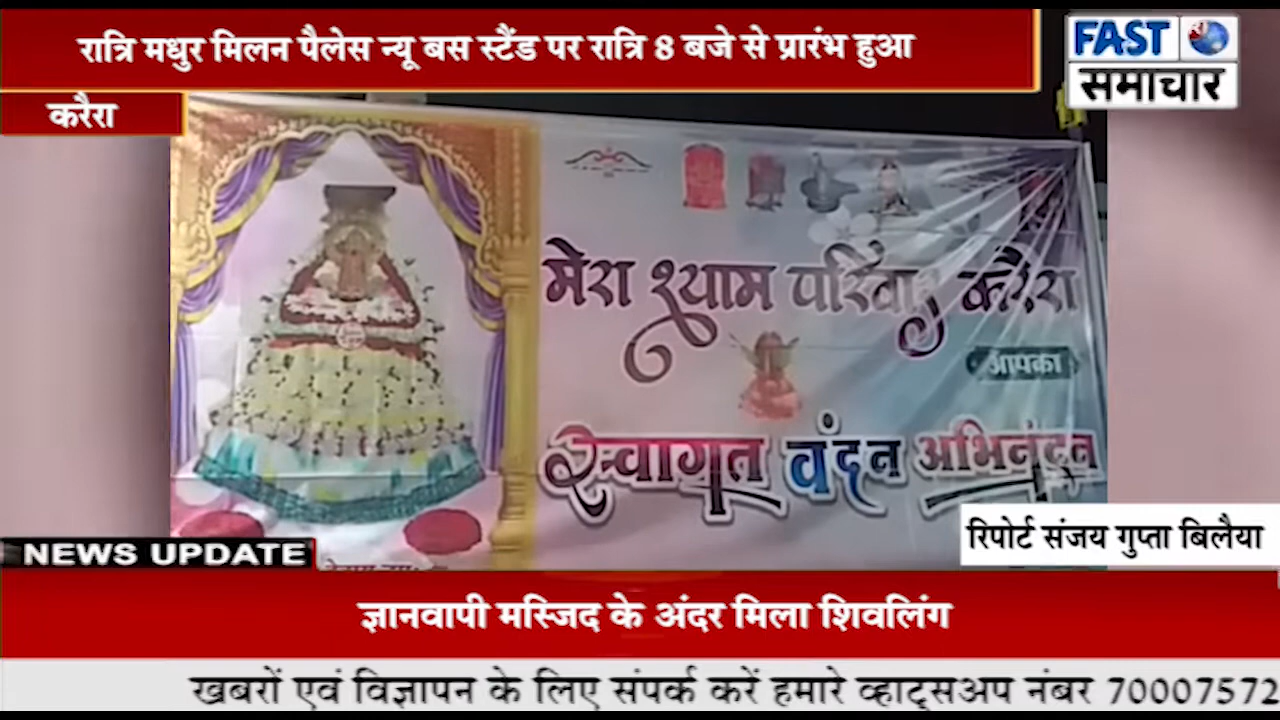 रात्रि मधुर मिलन पैलेस न्यू बस स्टैंड पर रात्रि 8 बजे से प्रारंभ हुआ
FAST
समाचार
करैरा
मेरा श्याम परिवार करैरा
आपका
स्वागत वंदन अभिनंदन
रिपोर्ट संजय गुप्ता बिलैया
NEWS UPDATE
ज्ञानवापी मस्जिद के अंदर मिला शिवलिंग
खबरों एवं विज्ञापन के लिए संपर्क करें हमारे व्हाट्सअप नंबर 70007572